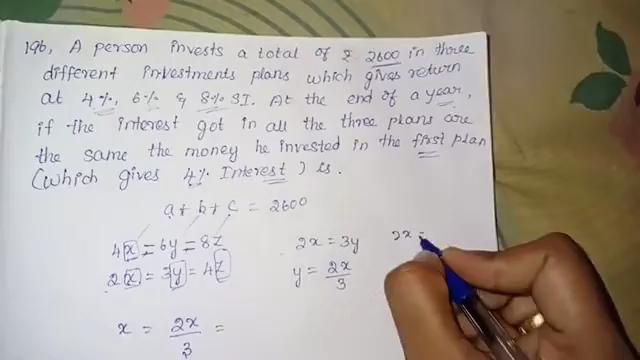 196, A person invests a total of ₹ 2600 in three
different investments plans which gives return
at 4%, 6% & 8% SI. At the end of a year,
if the interest got in all the three plans are
the same the money he invested in the first plan
(which gives 4% Interest) is.
a + b + c = 2600
4x = 6y = 8z
2x = 3y = 4z
x = 2x/3 =
2x = 3y
y = 2x/3
2x =